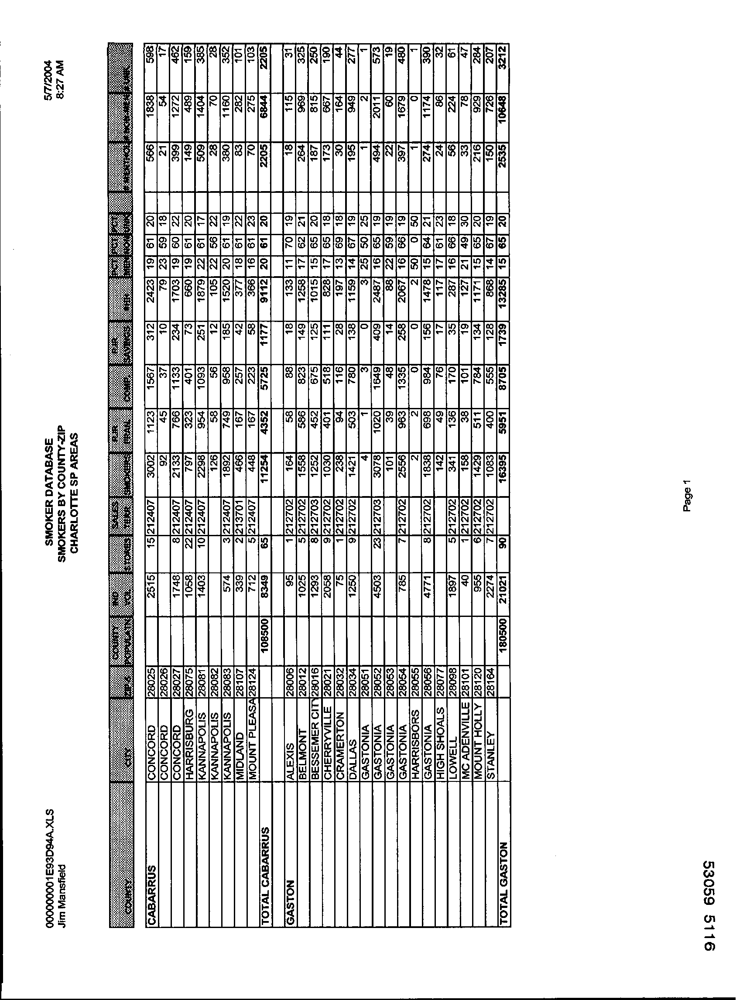 000000001E93D94A.XLS SMOKER DATABASE 5/7/2004
Jim Mansfield SMOKERS BY COUNTY-ZIP 8:27 AM
CHARLOTTE SP AREAS
COUNTY IND SALES RJR RJR PCT PCT PCT
COUNTY CITY ZIP-5 POPULATN VOL STORES TERR SMOKERS FRAN. COMP. SAVINGS #HH MEN NONM UNK # MENTHOL # NON-MEN # UNK
CABARRUS CONCORD 28025 2515 15 212407 3002 1123 1567 312 2423 19 61 20 566 1838 598
CONCORD 28026 92 45 37 10 79 23 59 18 21 54 17
CONCORD 28027 1748 8 212407 2133 766 1133 234 1703 19 60 22 399 1272 462
HARRISBURG 28075 1058 22 212407 797 323 401 73 660 19 61 20 149 489 159
KANNAPOLIS 28081 1403 10 212407 2298 954 1093 251 1879 22 61 17 509 1404 385
KANNAPOLIS 28082 126 58 56 12 105 22 56 22 28 70 28
KANNAPOLIS 28083 574 3 212407 1892 749 958 185 1520 20 61 19 380 1160 352
MIDLAND 28107 339 2 213701 466 167 257 42 377 18 61 22 83 282 101
MOUNT PLEASA 28124 712 5 212407 448 167 223 58 366 16 61 23 70 275 103
TOTAL CABARRUS 108500 8349 65 11254 4352 5725 1177 9112 20 61 20 2205 6844 2205
GASTON ALEXIS 28006 95 1 212702 164 58 88 18 133 11 70 19 18 115 31
BELMONT 28012 1025 5 212702 1558 586 823 149 1258 17 62 21 264 969 325
BESSEMER CITY 28016 1293 8 212703 1252 452 675 125 1015 15 65 20 187 815 250
CHERRYVILLE 28021 2058 9 212702 1030 401 518 111 828 17 65 18 173 667 190
CRAMERTON 28032 75 1 212702 238 94 116 28 197 13 69 18 30 164 44
DALLAS 28034 1250 9 212702 1421 503 780 138 1159 14 67 19 195 949 277
GASTONIA 28051 4 1 3 0 3 25 50 25 1 2 1
GASTONIA 28052 4503 23 212703 3078 1020 1649 409 2487 16 65 19 494 2011 573
GASTONIA 28053 101 39 48 14 88 22 59 19 22 60 19
GASTONIA 28054 785 7 212702 2556 963 1335 258 2067 16 66 19 397 1679 480
HARRISBORS 28055 2 2 0 0 2 50 0 50 1 0 1
GASTONIA 28056 4771 8 212702 1838 698 984 156 1478 15 64 21 274 1174 390
HIGH SHOALS 28077 142 49 76 17 117 17 61 23 24 86 32
LOWELL 28098 1897 5 212702 341 136 170 35 287 16 66 18 56 224 61
MC ADENVILLE 28101 40 1 212702 158 38 101 19 127 21 49 30 33 78 47
MOUNT HOLLY 28120 955 6 212702 1429 511 784 134 1171 15 65 20 216 929 284
STANLEY 28164 2274 7 212702 1083 400 555 128 868 14 67 19 150 726 207
TOTAL GASTON 180500 21021 90 16395 5951 8705 1739 13285 15 65 20 2535 10648 3212
Page 1
53059 5116